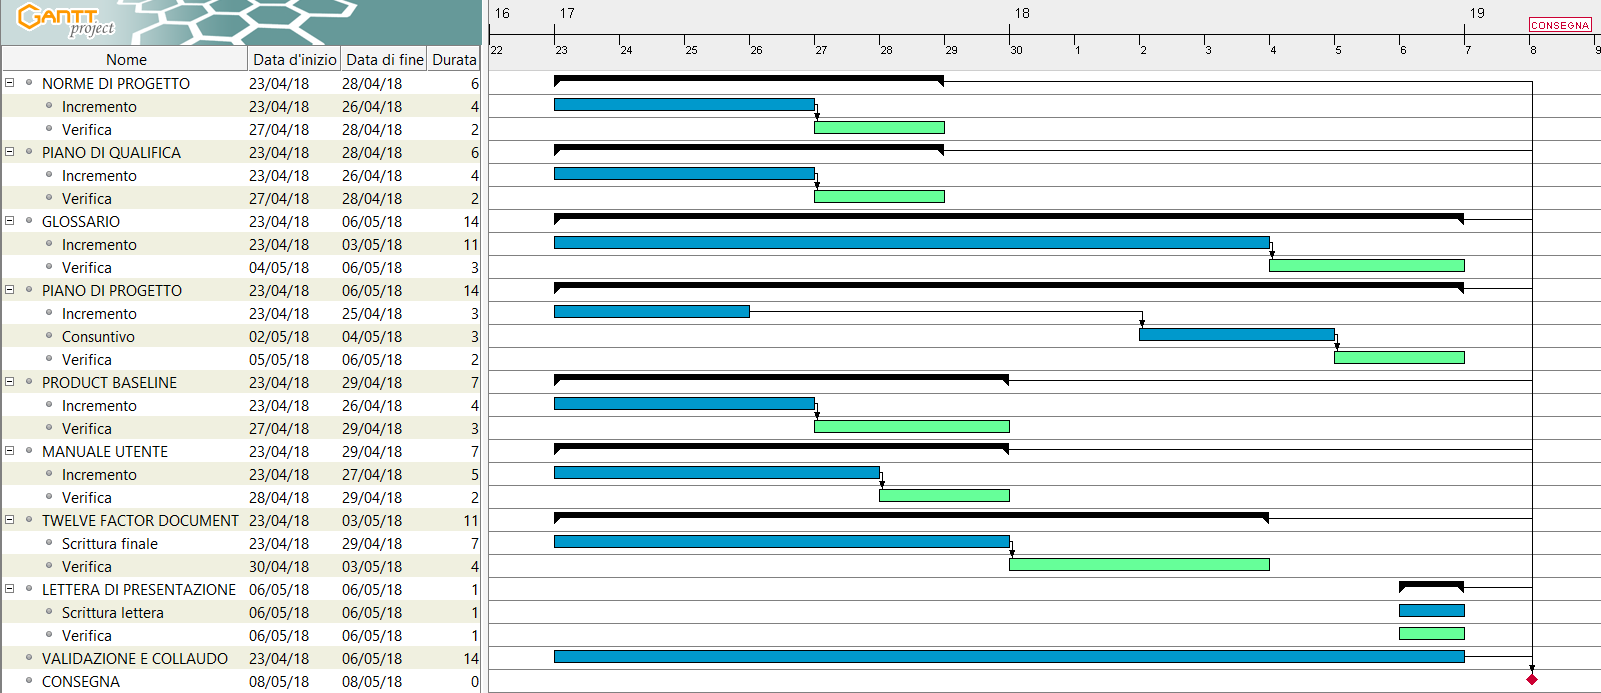 GANTT
project
16 17 18 19
CONSEGNA
22 23 24 25 26 27 28 29 30 1 2 3 4 5 6 7 8 9
Nome Data d'inizio Data di fine Durata
NORME DI PROGETTO 23/04/18 28/04/18 6
Incremento 23/04/18 26/04/18 4
Verifica 27/04/18 28/04/18 2
PIANO DI QUALIFICA 23/04/18 28/04/18 6
Incremento 23/04/18 26/04/18 4
Verifica 27/04/18 28/04/18 2
GLOSSARIO 23/04/18 06/05/18 14
Incremento 23/04/18 03/05/18 11
Verifica 04/05/18 06/05/18 3
PIANO DI PROGETTO 23/04/18 06/05/18 14
Incremento 23/04/18 25/04/18 3
Consuntivo 02/05/18 04/05/18 3
Verifica 05/05/18 06/05/18 2
PRODUCT BASELINE 23/04/18 29/04/18 7
Incremento 23/04/18 26/04/18 4
Verifica 27/04/18 29/04/18 3
MANUALE UTENTE 23/04/18 29/04/18 7
Incremento 23/04/18 27/04/18 5
Verifica 28/04/18 29/04/18 2
TWELVE FACTOR DOCUMENT 23/04/18 03/05/18 11
Scrittura finale 23/04/18 29/04/18 7
Verifica 30/04/18 03/05/18 4
LETTERA DI PRESENTAZIONE 06/05/18 06/05/18 1
Scrittura lettera 06/05/18 06/05/18 1
Verifica 06/05/18 06/05/18 1
VALIDAZIONE E COLLAUDO 23/04/18 06/05/18 14
CONSEGNA 08/05/18 08/05/18 0